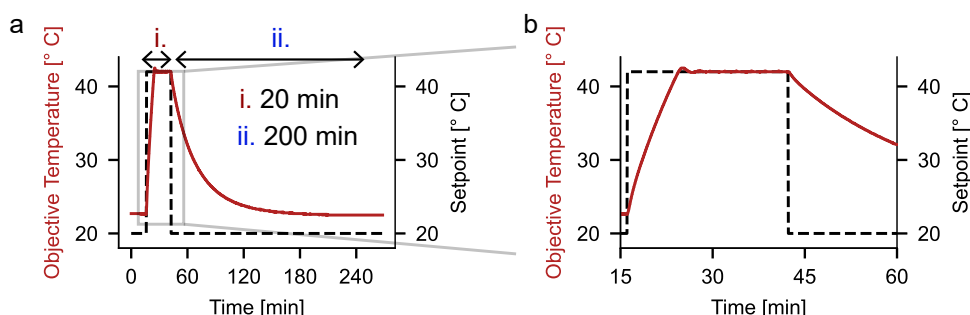 a
i.
ii.
Objective Temperature [° C]
40
30
20
i. 20 min
ii. 200 min
40
30
20
Setpoint [° C]
0
60
120
180
240
Time [min]
b
Objective Temperature [° C]
40
30
20
40
30
20
Setpoint [° C]
15
30
45
60
Time [min]